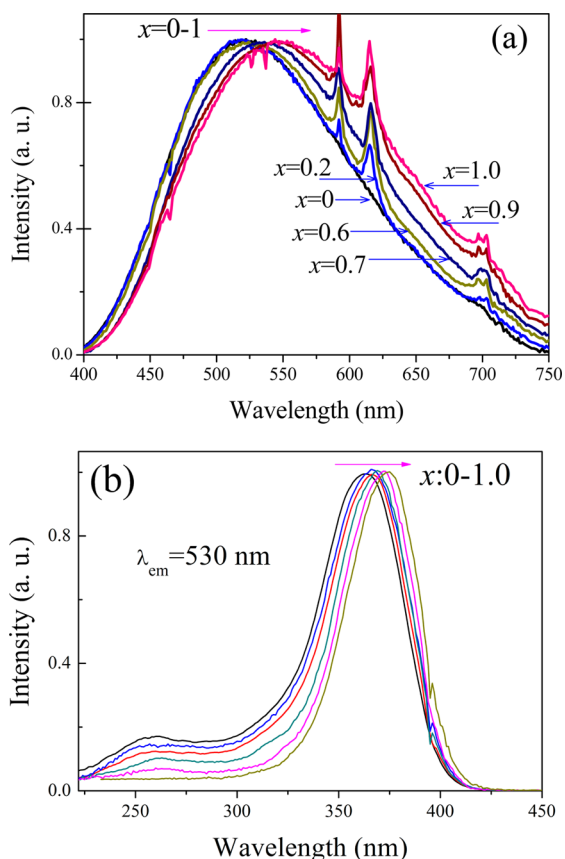 x=0-1
(a)
Intensity (a. u.)
0.8
0.4
0.0
x=0.2
x=0
x=0.6
x=0.7
x=1.0
x=0.9
400 450 500 550 600 650 700 750
Wavelength (nm)
(b)
x:0-1.0
λem=530 nm
Intensity (a. u.)
0.8
0.4
0.0
250 300 350 400 450
Wavelength (nm)